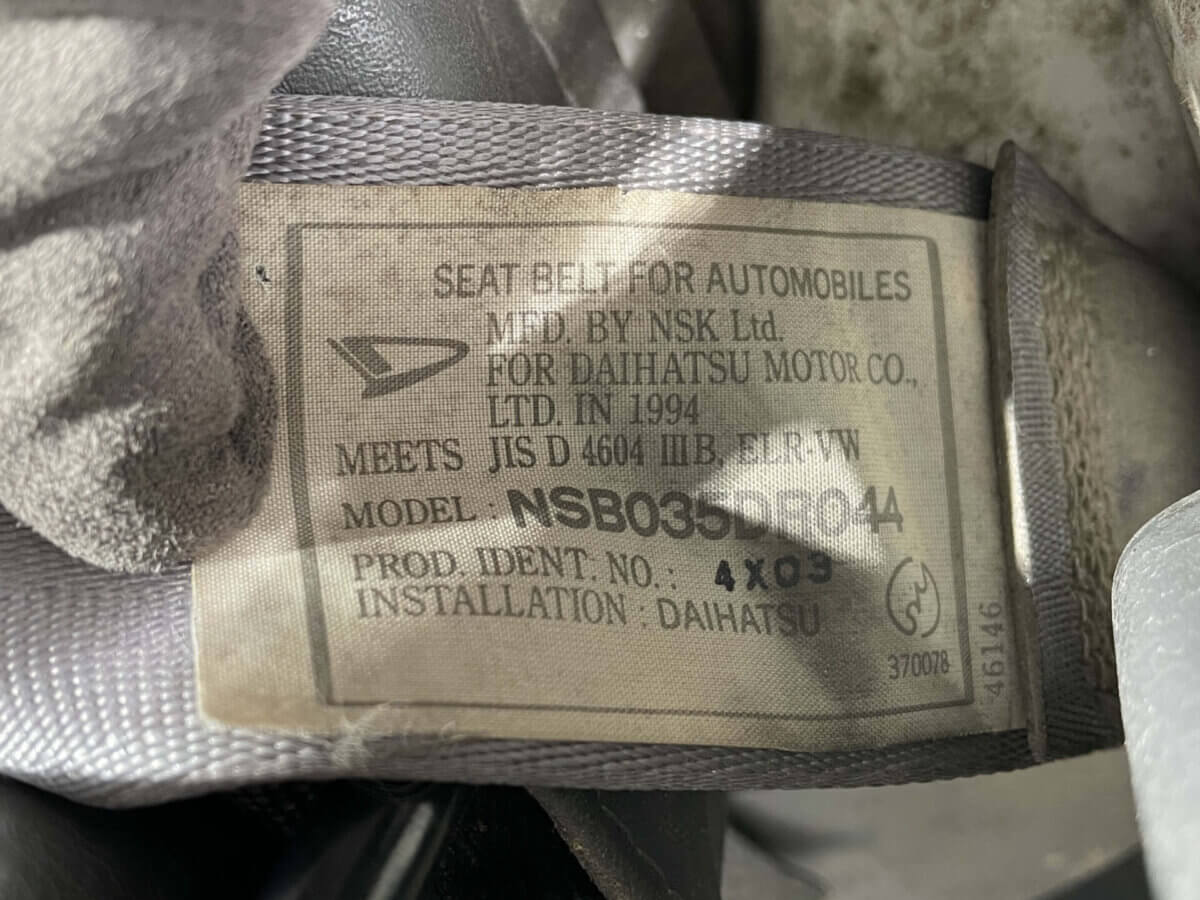 SEAT BELT FOR AUTOMOBILES
MFD. BY NSK Ltd.
FOR DAIHATSU MOTOR CO.,
LTD. IN 1994
MEETS JIS D 4604 III B, ELR-VW
MODEL : NSB035DR04A
PROD. IDENT. NO. : 4X03
INSTALLATION : DAIHATSU
370078
46146